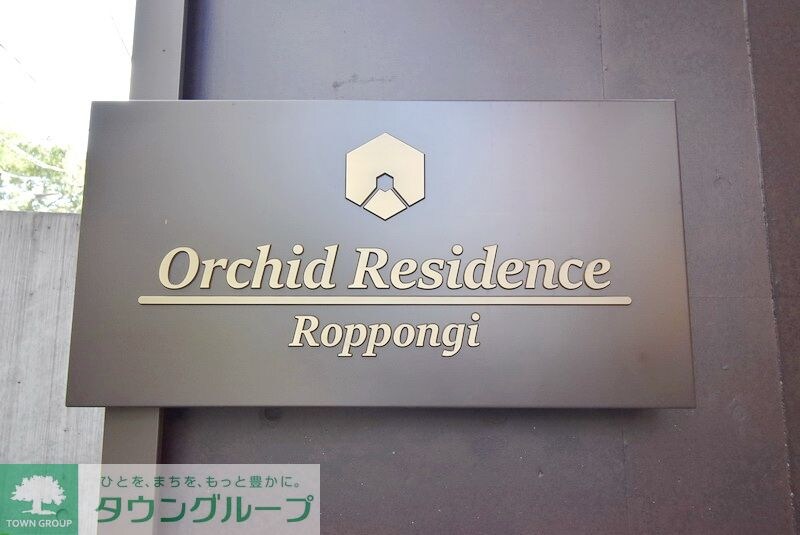 Orchid Residence
Roppongi
ひとを、まちを、もっと豊かに。
タウングループ
TOWN GROUP